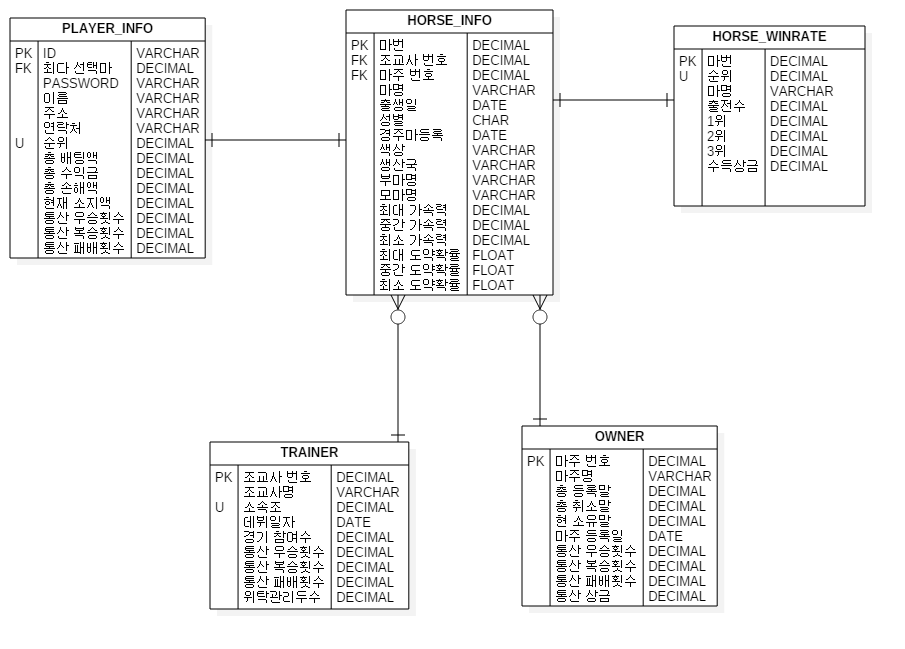 PLAYER_INFO
PK ID VARCHAR
FK 최다 선택마 DECIMAL
PASSWORD VARCHAR
이름 VARCHAR
주소 VARCHAR
연락처 VARCHAR
U 순위 DECIMAL
총 배팅액 DECIMAL
총 수익금 DECIMAL
총 손해액 DECIMAL
현재 소지액 DECIMAL
통산 우승횟수 DECIMAL
통산 복승횟수 DECIMAL
통산 패배횟수 DECIMAL
HORSE_INFO
PK 마번 DECIMAL
FK 조교사 번호 DECIMAL
FK 마주 번호 DECIMAL
마명 VARCHAR
출생일 DATE
성별 CHAR
경주마등록 DATE
색상 VARCHAR
생산국 VARCHAR
부마명 VARCHAR
모마명 VARCHAR
최대 가속력 DECIMAL
중간 가속력 DECIMAL
최소 가속력 DECIMAL
최대 도약확률 FLOAT
중간 도약확률 FLOAT
최소 도약확률 FLOAT
HORSE_WINRATE
PK 마번 DECIMAL
U 순위 DECIMAL
마명 VARCHAR
출전수 DECIMAL
1위 DECIMAL
2위 DECIMAL
3위 DECIMAL
수득상금 DECIMAL
TRAINER
PK 조교사 번호 DECIMAL
조교사명 VARCHAR
U 소속조 DECIMAL
데뷔일자 DATE
경기 참여수 DECIMAL
통산 우승횟수 DECIMAL
통산 복승횟수 DECIMAL
통산 패배횟수 DECIMAL
위탁관리두수 DECIMAL
OWNER
PK 마주 번호 DECIMAL
마주명 VARCHAR
총 등록말 DECIMAL
총 취소말 DECIMAL
현 소유말 DECIMAL
마주 등록일 DATE
통산 우승횟수 DECIMAL
통산 복승횟수 DECIMAL
통산 패배횟수 DECIMAL
통산 상금 DECIMAL